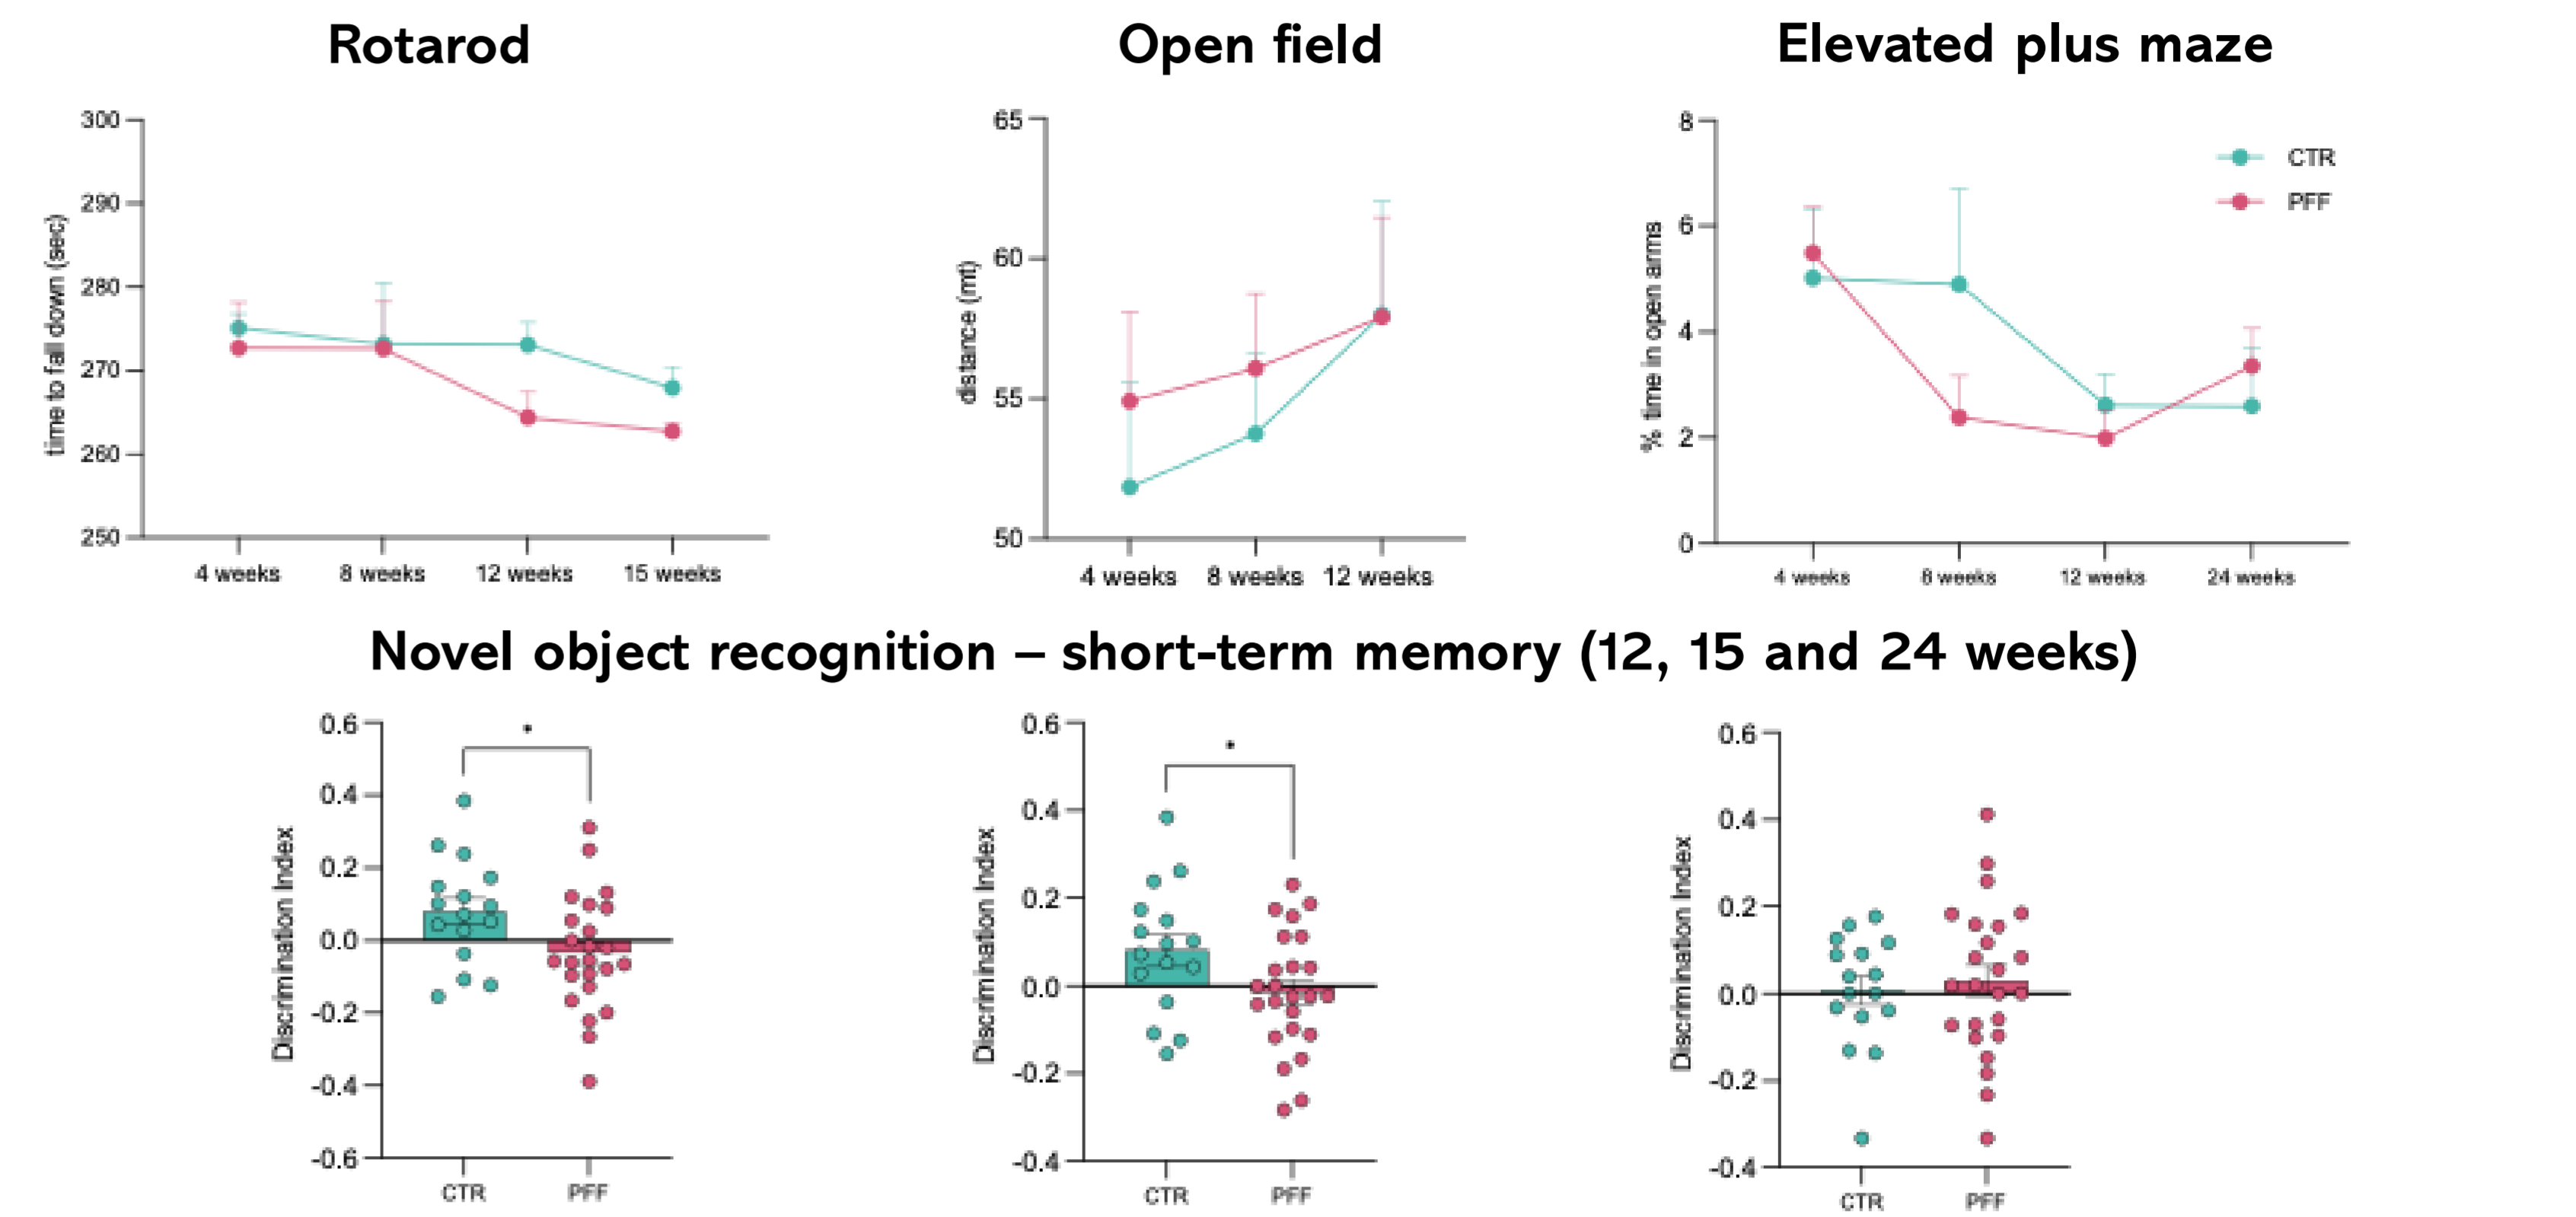 Rotarod
Open field
Elevated plus maze
300
290
280
270
260
250
time to fall down (sec)
4 weeks 8 weeks 12 weeks 15 weeks
65
60
55
50
distance (mt)
4 weeks 8 weeks 12 weeks
8
6
4
2
0
% time in open arms
4 weeks 8 weeks 12 weeks 24 weeks
CTR
PFF
Novel object recognition – short-term memory (12, 15 and 24 weeks)
0.6
0.4
0.2
0.0
-0.2
-0.4
-0.6
Discrimination Index
*
CTR PFF
0.6
0.4
0.2
0.0
-0.2
-0.4
Discrimination Index
*
CTR PFF
0.6
0.4
0.2
0.0
-0.2
-0.4
Discrimination Index
CTR PFF